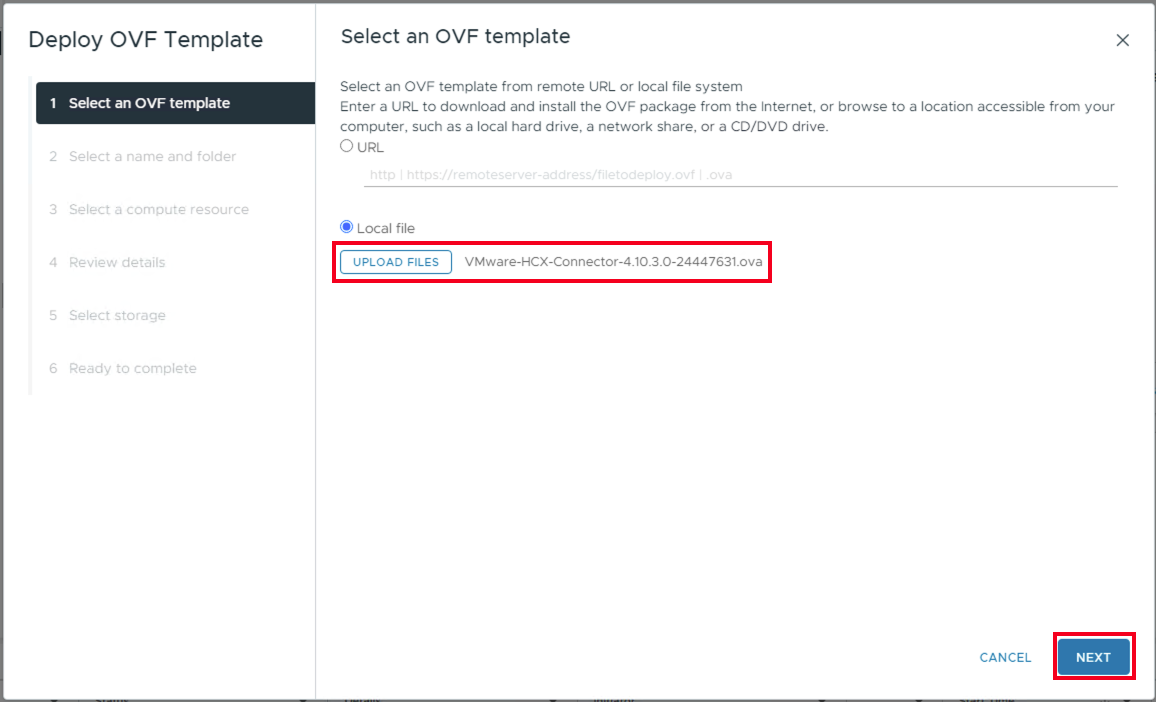 Deploy OVF Template
1 Select an OVF template
2 Select a name and folder
3 Select a compute resource
4 Review details
5 Select storage
6 Ready to complete
Select an OVF template
Select an OVF template from remote URL or local file system
Enter a URL to download and install the OVF package from the Internet, or browse to a location accessible from your
computer, such as a local hard drive, a network share, or a CD/DVD drive.
URL
http | https://remoteserver-address/filetodeploy.ovf | .ova
Local file
UPLOAD FILES VMware-HCX-Connector-4.10.3.0-24447631.ova
CANCEL NEXT